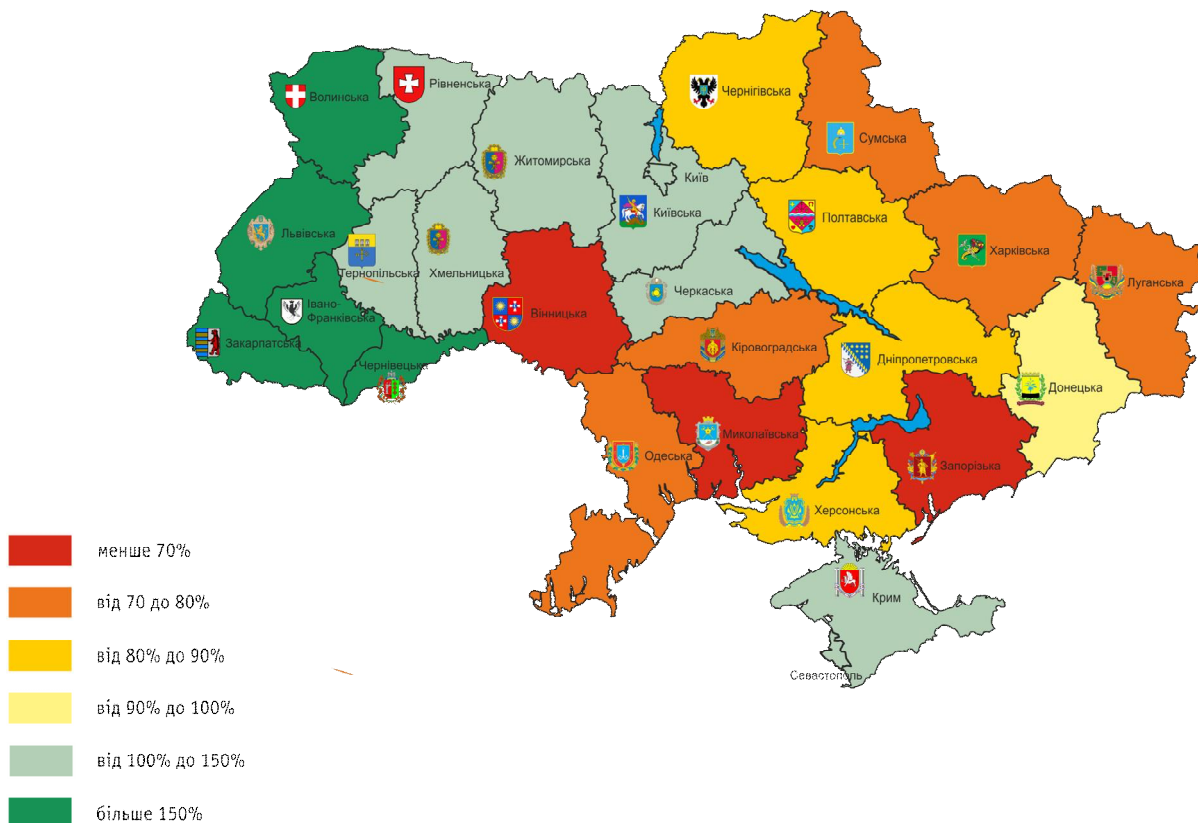 Волинська
Рівненська
Житомирська
Чернігівська
Сумська
Київ
Київська
Полтавська
Львівська
Тернопільська
Хмельницька
Черкаська
Харківська
Луганська
Івано-
Франківська
Вінницька
Закарпатська
Чернівецька
Кіровоградська
Дніпропетровська
Донецька
Миколаївська
Одеська
Запорізька
Херсонська
Крим
Севастополь
менше 70%
від 70 до 80%
від 80% до 90%
від 90% до 100%
від 100% до 150%
більше 150%